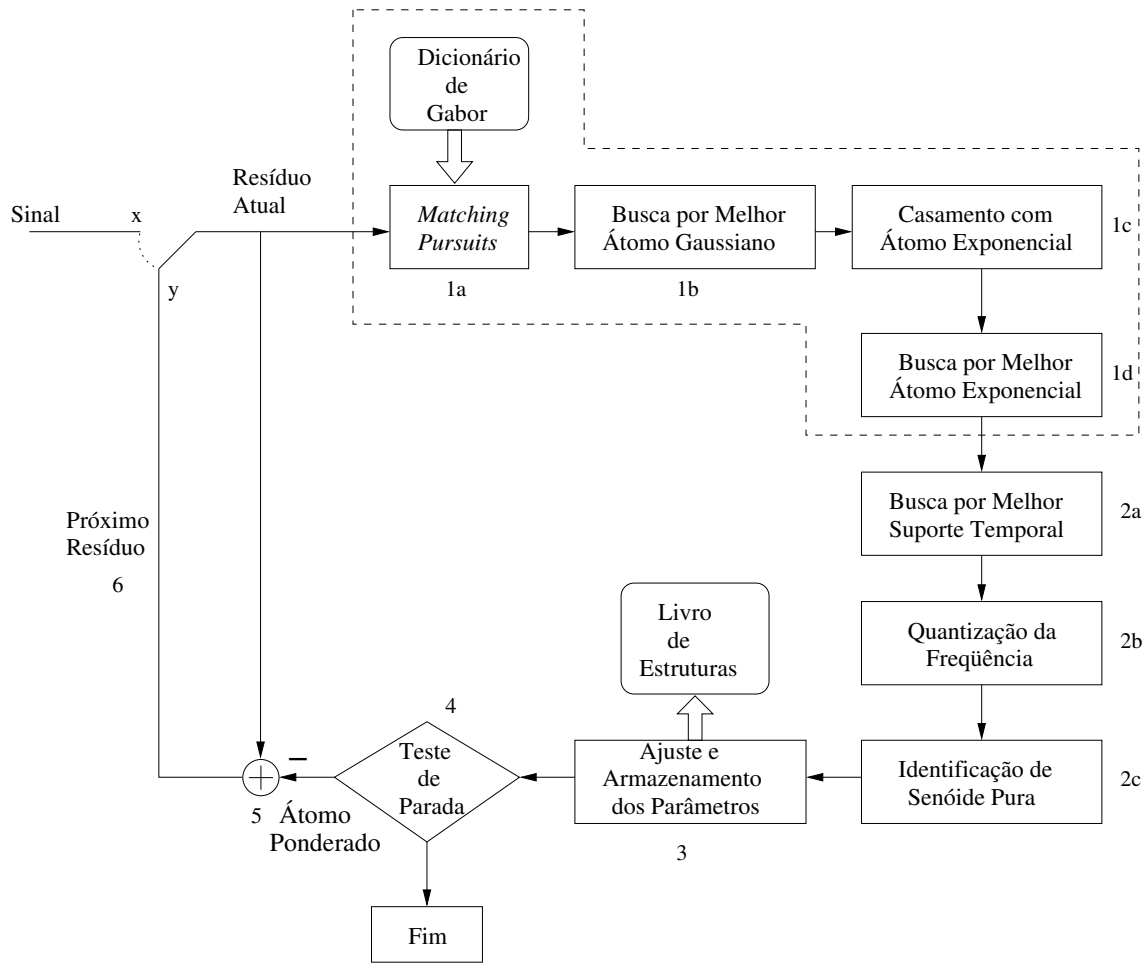 Dicionário
de
Gabor
Resíduo
Atual
Sinal
x
y
Matching
Pursuits
1a
Busca por Melhor
Átomo Gaussiano
1b
Casamento com
Átomo Exponencial
1c
Busca por Melhor
Átomo Exponencial
1d
Busca por Melhor
Suporte Temporal
2a
Quantização da
Freqüência
2b
Identificação de
Senóide Pura
2c
Livro
de
Estruturas
Ajuste e
Armazenamento
dos Parâmetros
3
4
Teste
de
Parada
Fim
−
+
5
Átomo
Ponderado
Próximo
Resíduo
6